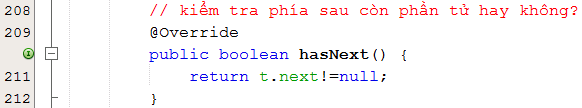 208 // kiểm tra phía sau còn phần tử hay không?
209 @Override
public boolean hasNext() {
211 return t.next!=null;
212 }